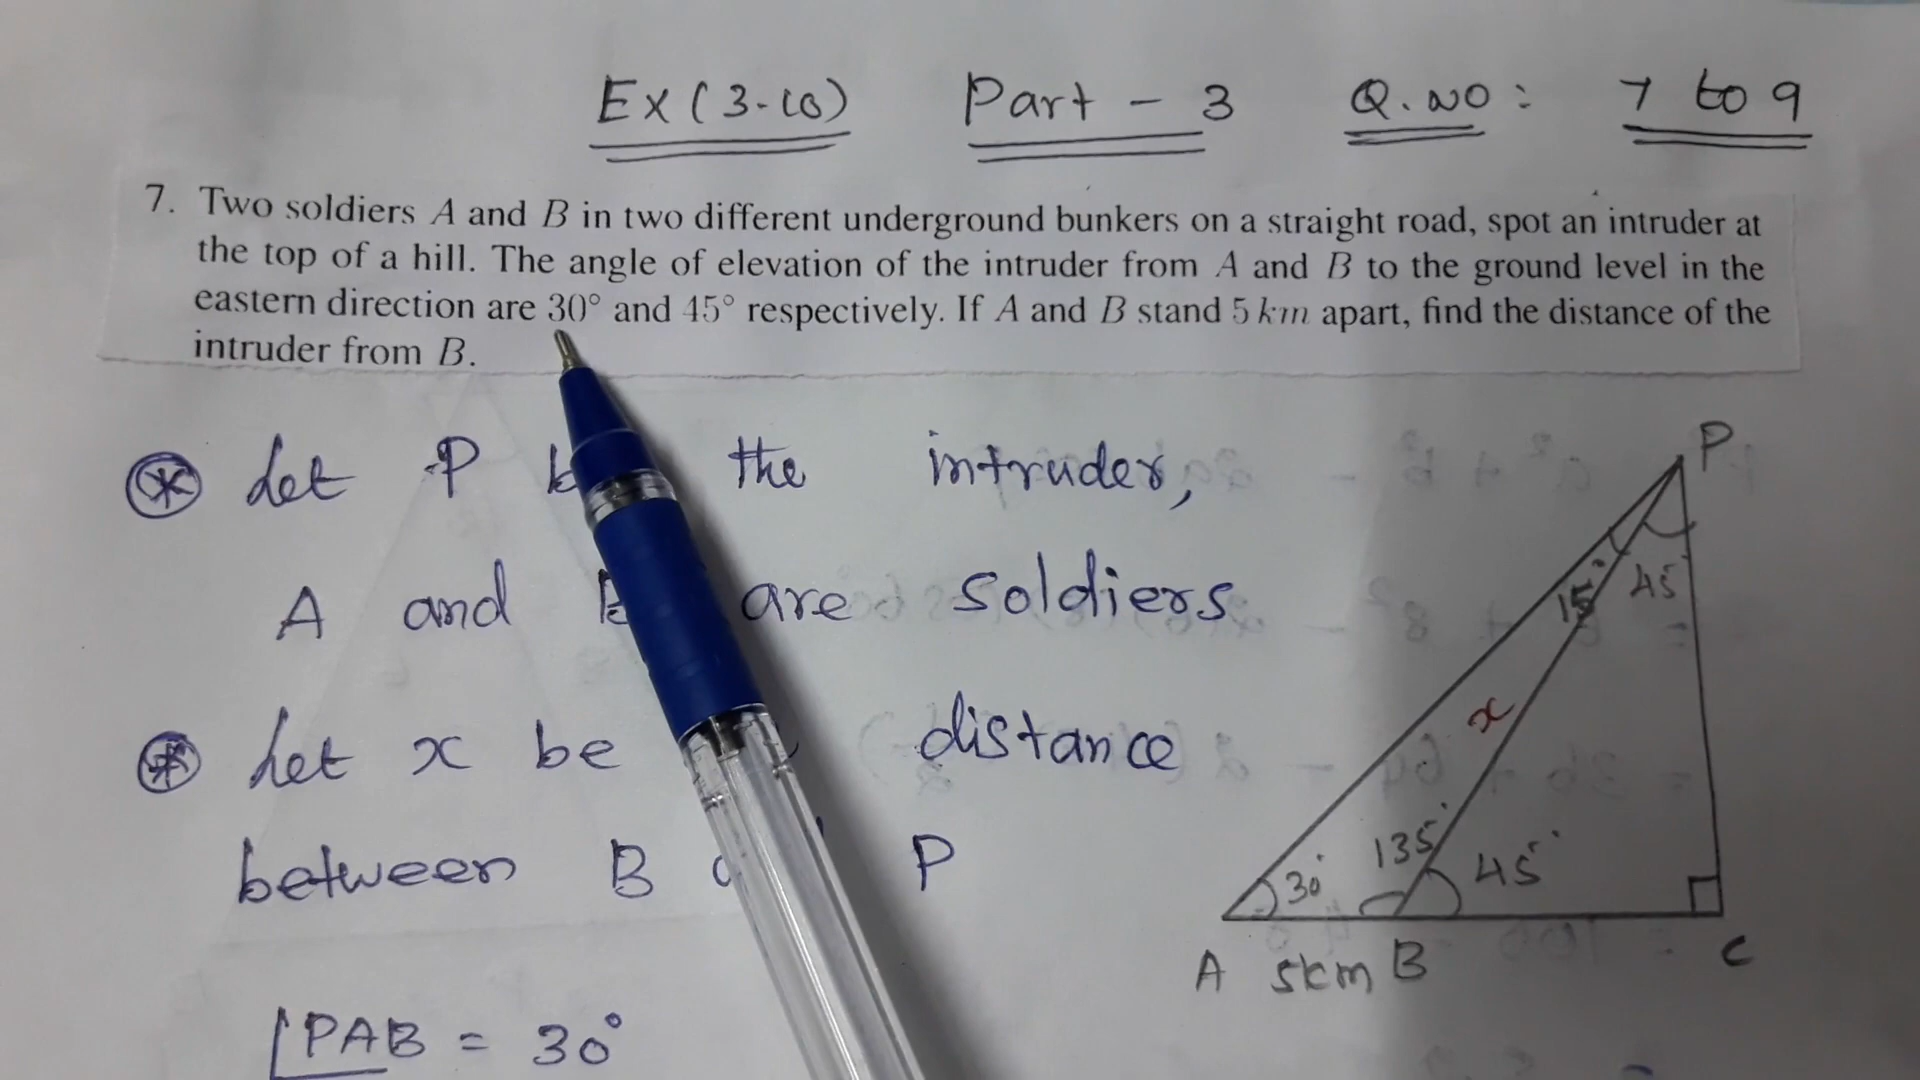 Ex (3.10) Part - 3 Q. NO : 7 to 9
7. Two soldiers A and B in two different underground bunkers on a straight road, spot an intruder at
the top of a hill. The angle of elevation of the intruder from A and B to the ground level in the
eastern direction are 30° and 45° respectively. If A and B stand 5 km apart, find the distance of the
intruder from B.
Let P the intruder,
A and are soldiers
Let x be distance
between B P
∠PAB = 30°
P
15° 45
x
30° 135° 45°
A 5km B C